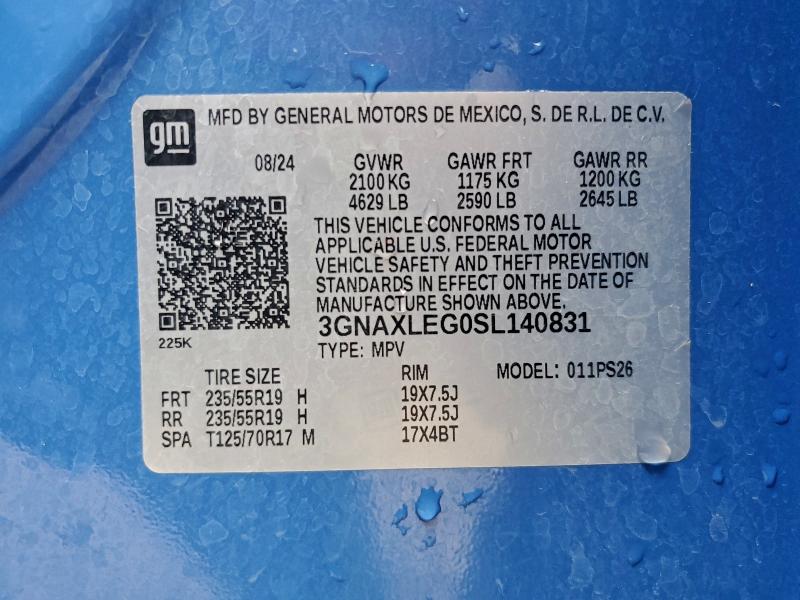 gm
MFD BY GENERAL MOTORS DE MEXICO, S. DE R.L. DE C.V.
08/24 GVWR GAWR FRT GAWR RR
2100 KG 1175 KG 1200 KG
4629 LB 2590 LB 2645 LB
THIS VEHICLE CONFORMS TO ALL
APPLICABLE U.S. FEDERAL MOTOR
VEHICLE SAFETY AND THEFT PREVENTION
STANDARDS IN EFFECT ON THE DATE OF
MANUFACTURE SHOWN ABOVE.
3GNAXLEG0SL140831
225K
TYPE: MPV
TIRE SIZE RIM MODEL: 011PS26
FRT 235/55R19 H 19X7.5J
RR 235/55R19 H 19X7.5J
SPA T125/70R17 M 17X4BT